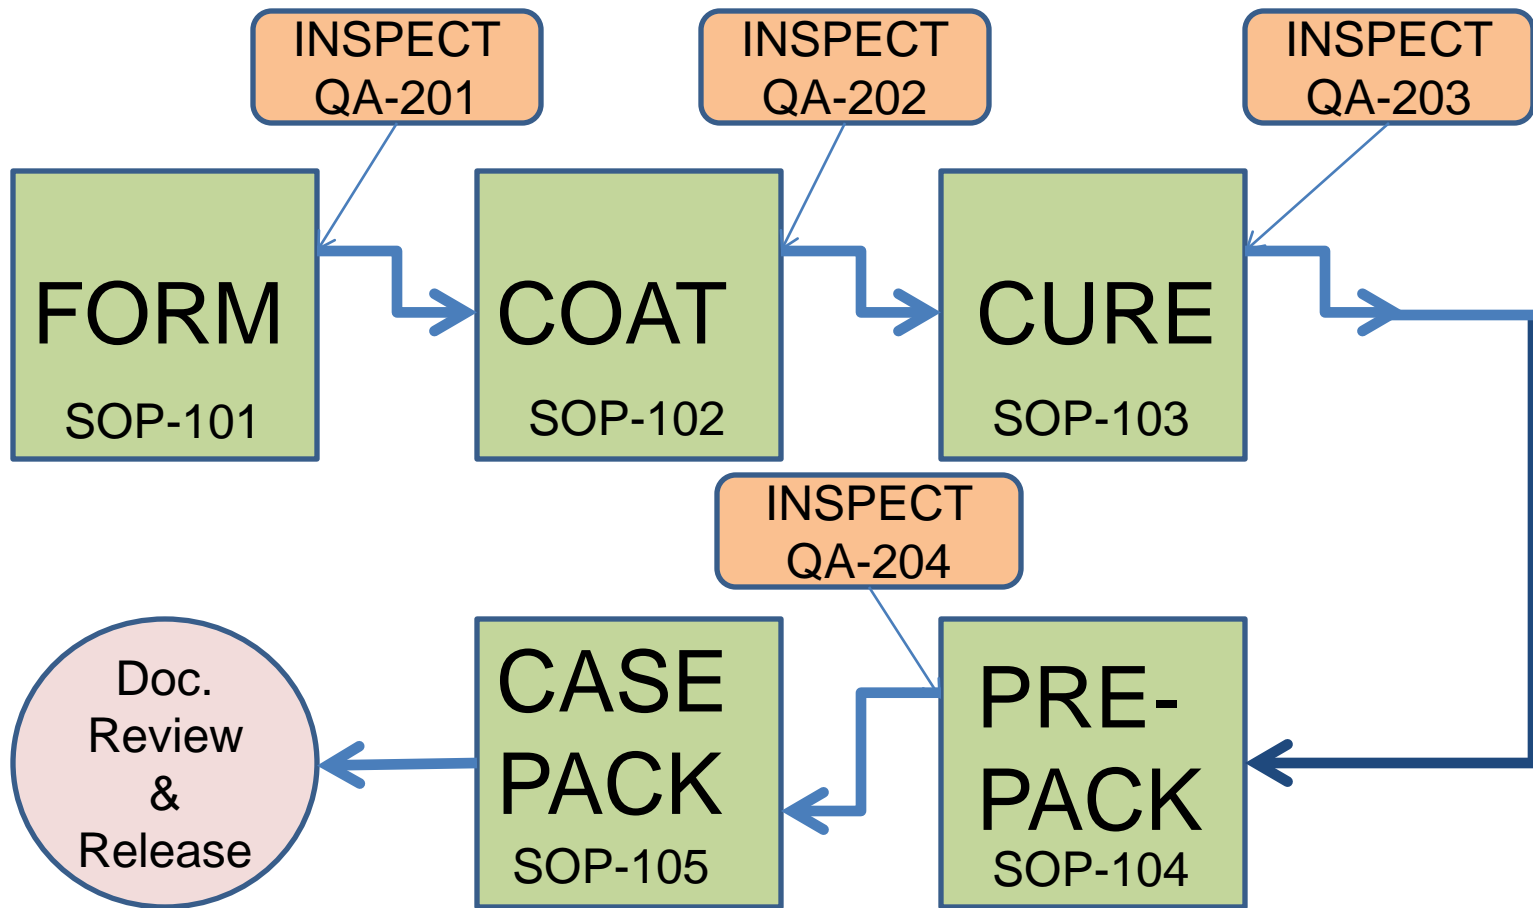 INSPECT
QA-201
INSPECT
QA-202
INSPECT
QA-203
FORM
SOP-101
COAT
SOP-102
CURE
SOP-103
INSPECT
QA-204
Doc.
Review
&
Release
CASE
PACK
SOP-105
PRE-
PACK
SOP-104